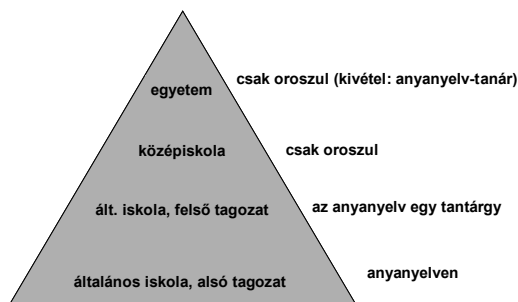 csak oroszul (kivétel: anyanyelv-tanár)
egyetem
középiskola
csak oroszul
ált. iskola, felső tagozat
az anyanyelv egy tantárgy
általános iskola, alsó tagozat
anyanyelven